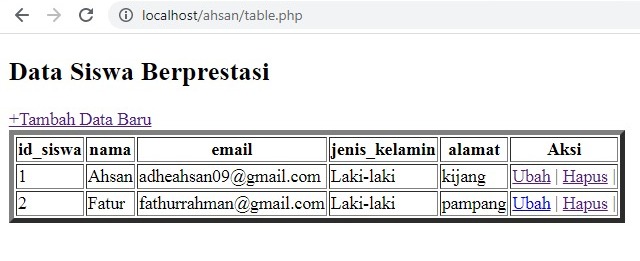 localhost/ahsan/table.php
Data Siswa Berprestasi
+Tambah Data Baru
id_siswa nama email jenis_kelamin alamat Aksi
1 Ahsan adheahsan09@gmail.com Laki-laki kijang Ubah | Hapus |
2 Fatur fathurrahman@gmail.com Laki-laki pampang Ubah | Hapus |